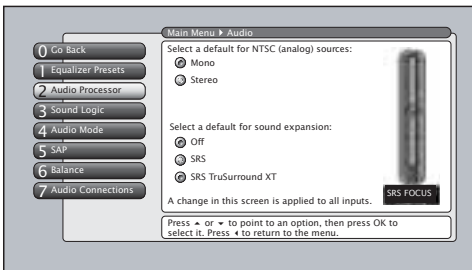 Main Menu ▸ Audio
0 Go Back
1 Equalizer Presets
2 Audio Processor
3 Sound Logic
4 Audio Mode
5 SAP
6 Balance
7 Audio Connections
Select a default for NTSC (analog) sources:
Mono
Stereo
Select a default for sound expansion:
Off
SRS
SRS TruSurround XT
A change in this screen is applied to all inputs.
SRS FOCUS
Press ▴ or ▾ to point to an option, then press OK to
select it. Press ◂ to return to the menu.